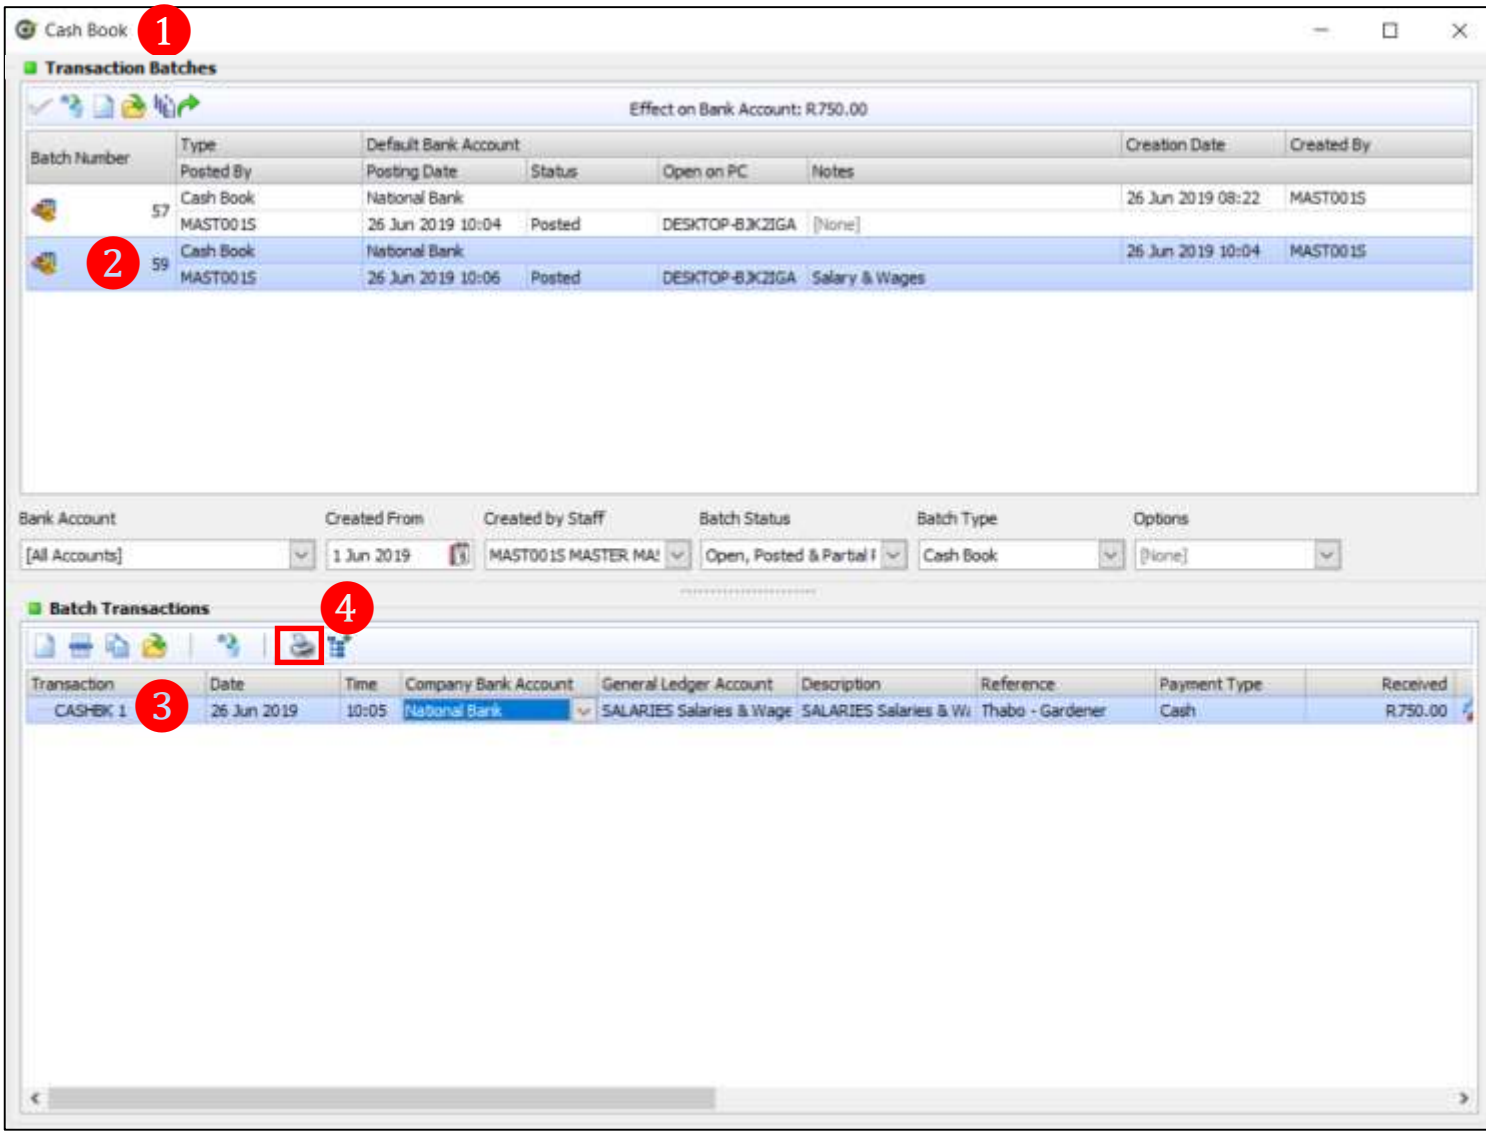 Cash Book 1
Transaction Batches
Effect on Bank Account: R750.00
Batch Number Type Default Bank Account Creation Date Created By
Posted By Posting Date Status Open on PC Notes
57 Cash Book National Bank 26 Jun 2019 08:22 MAST001S
MAST001S 26 Jun 2019 10:04 Posted DESKTOP-BJK2IGA [None]
2 59 Cash Book National Bank 26 Jun 2019 10:04 MAST001S
MAST001S 26 Jun 2019 10:06 Posted DESKTOP-BJK2IGA Salary & Wages
Bank Account Created From Created by Staff Batch Status Batch Type Options
[All Accounts] 1 Jun 2019 MAST001S MASTER MAS Open, Posted & Partial Cash Book [None]
Batch Transactions 4
Transaction Date Time Company Bank Account General Ledger Account Description Reference Payment Type Received
CASHBK 1 3 26 Jun 2019 10:05 National Bank SALARIES Salaries & Wage SALARIES Salaries & Thabo - Gardener Cash R750.00